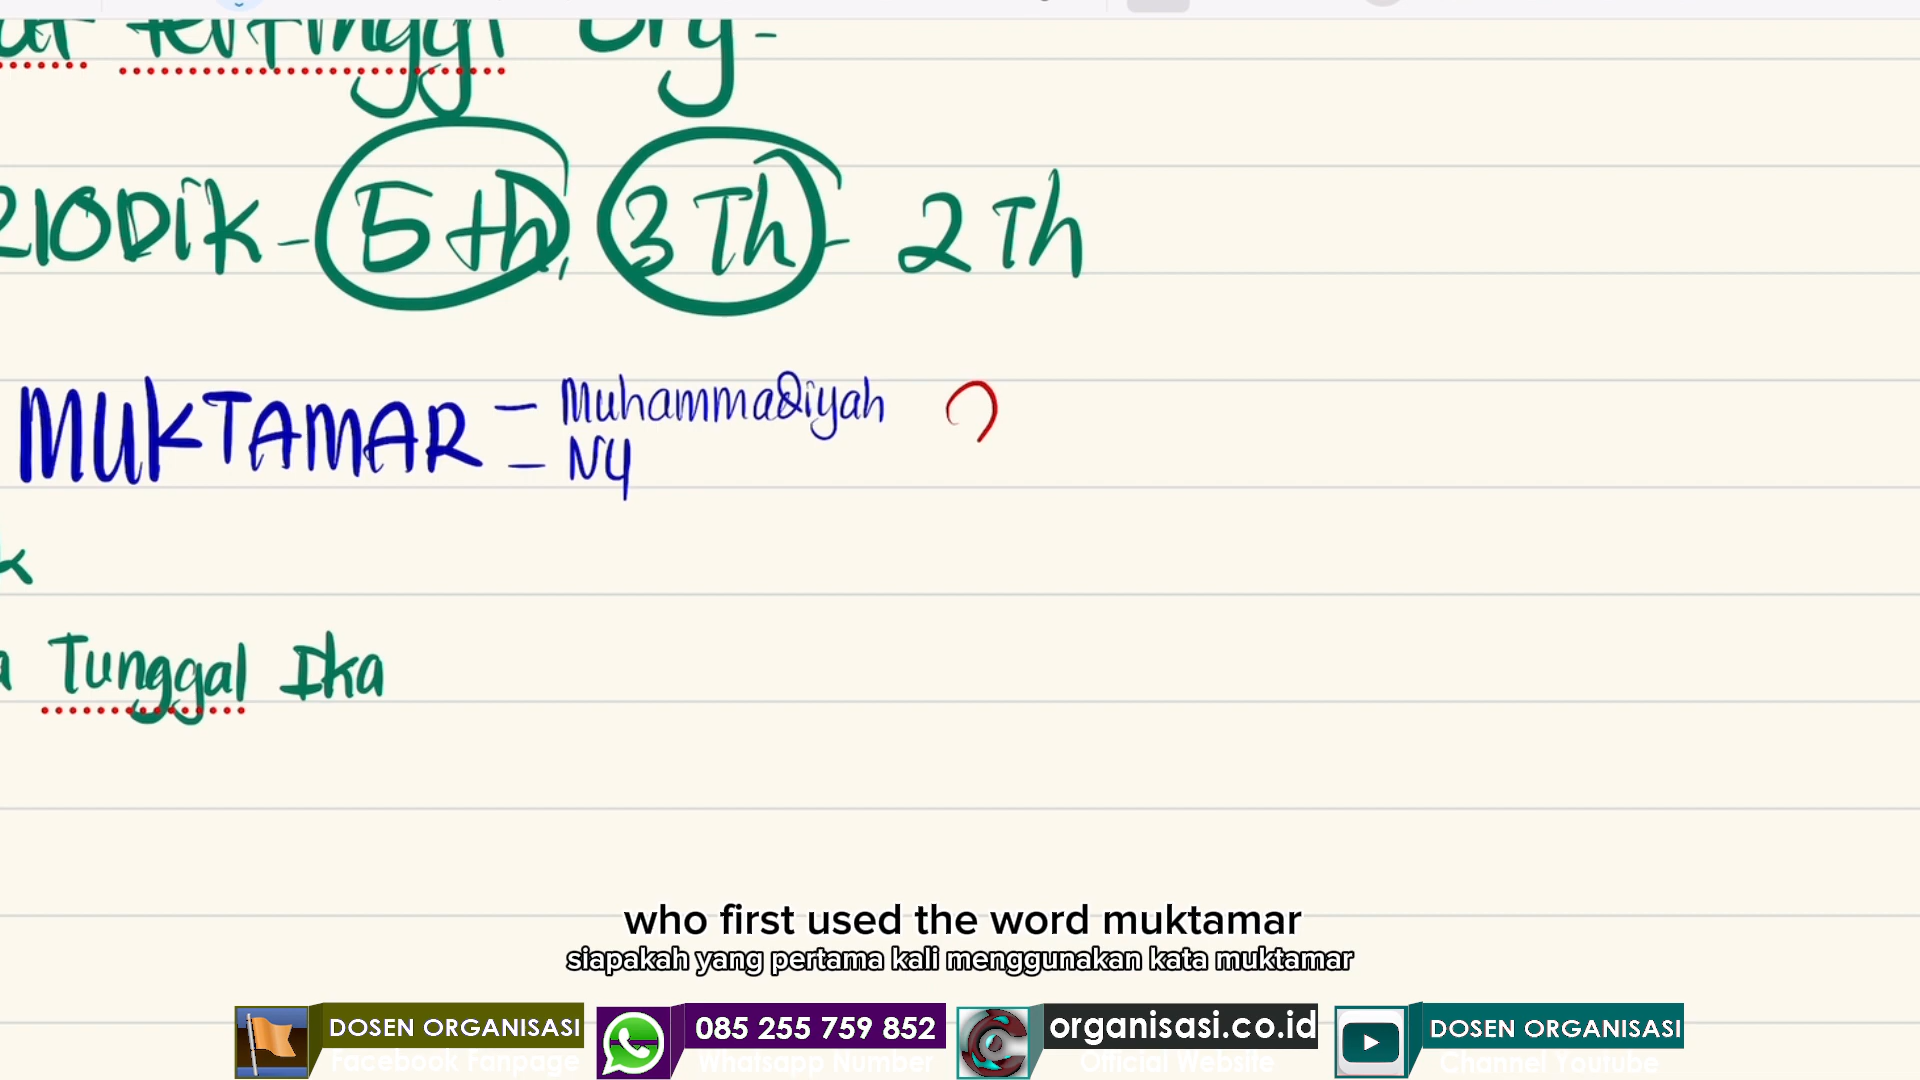 tertinggi Org-
RIODIK - 5 th, 3 Th - 2 Th
MUKTAMAR - Muhammadiyah ?
- NU
k
a Tunggal Ika
who first used the word muktamar
siapakah yang pertama kali menggunakan kata muktamar
DOSEN ORGANISASI 085 255 759 852 organisasi.co.id DOSEN ORGANISASI
Facebook Fanpage Whatsapp Number Official Website Channel Youtube